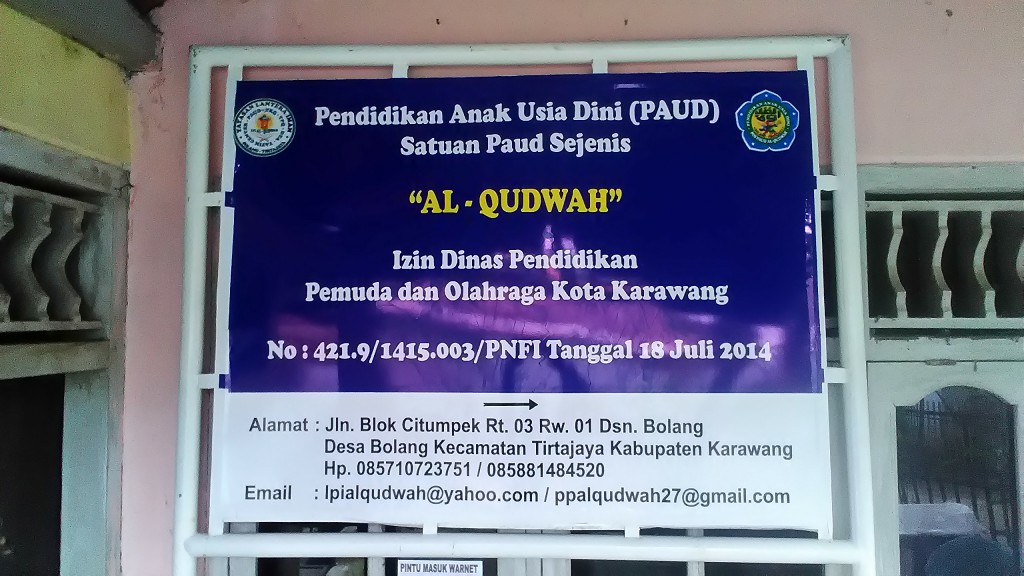 Pendidikan Anak Usia Dini (PAUD)
Satuan Paud Sejenis
“AL - QUDWAH”
Izin Dinas Pendidikan
Pemuda dan Olahraga Kota Karawang
No : 421.9/1415.003/PNFI Tanggal 18 Juli 2014
Alamat : Jln. Blok Citumpek Rt. 03 Rw. 01 Dsn. Bolang
Desa Bolang Kecamatan Tirtajaya Kabupaten Karawang
Hp. 085710723751 / 085881484520
Email : lpialqudwah@yahoo.com / ppalqudwah27@gmail.com
PINTU MASUK WARNET